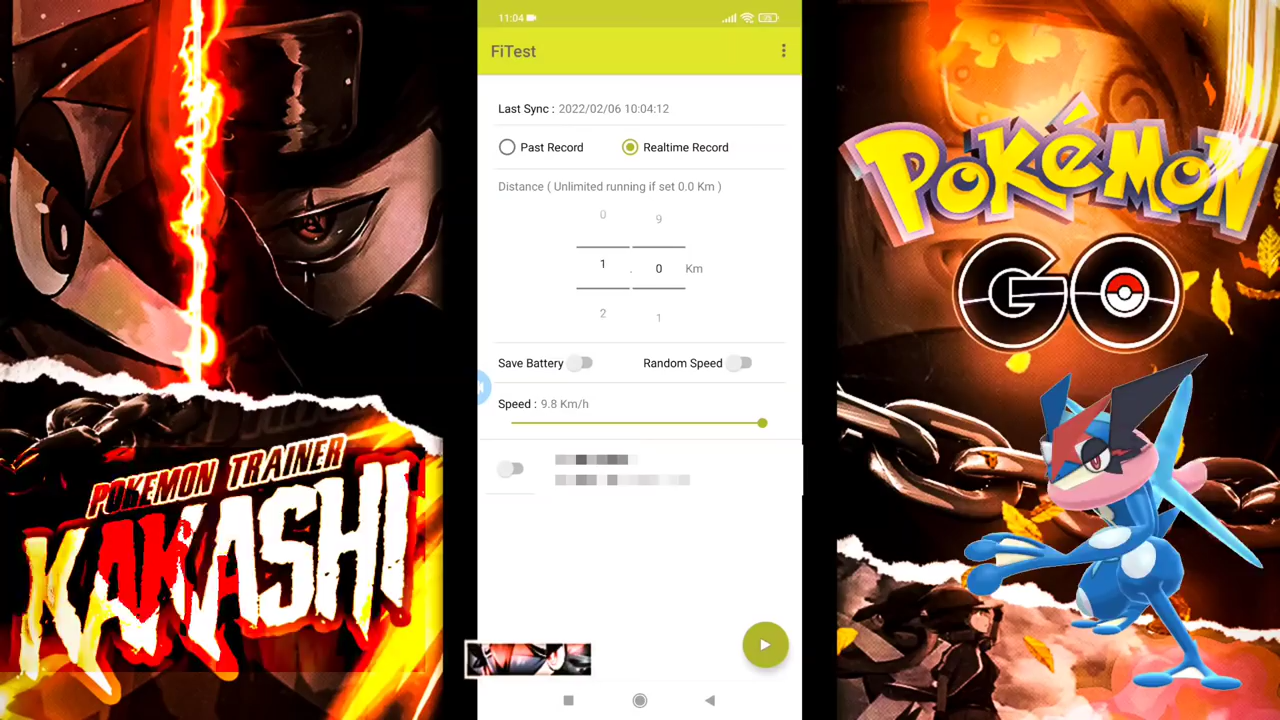 11:04
FiTest
Last Sync : 2022/02/06 10:04:12
Past Record
Realtime Record
Distance ( Unlimited running if set 0.0 Km )
0 9
1 . 0 Km
2 1
Save Battery
Random Speed
Speed : 9.8 Km/h
POKEMON TRAINER
KAKASHI
POKéMON
GO